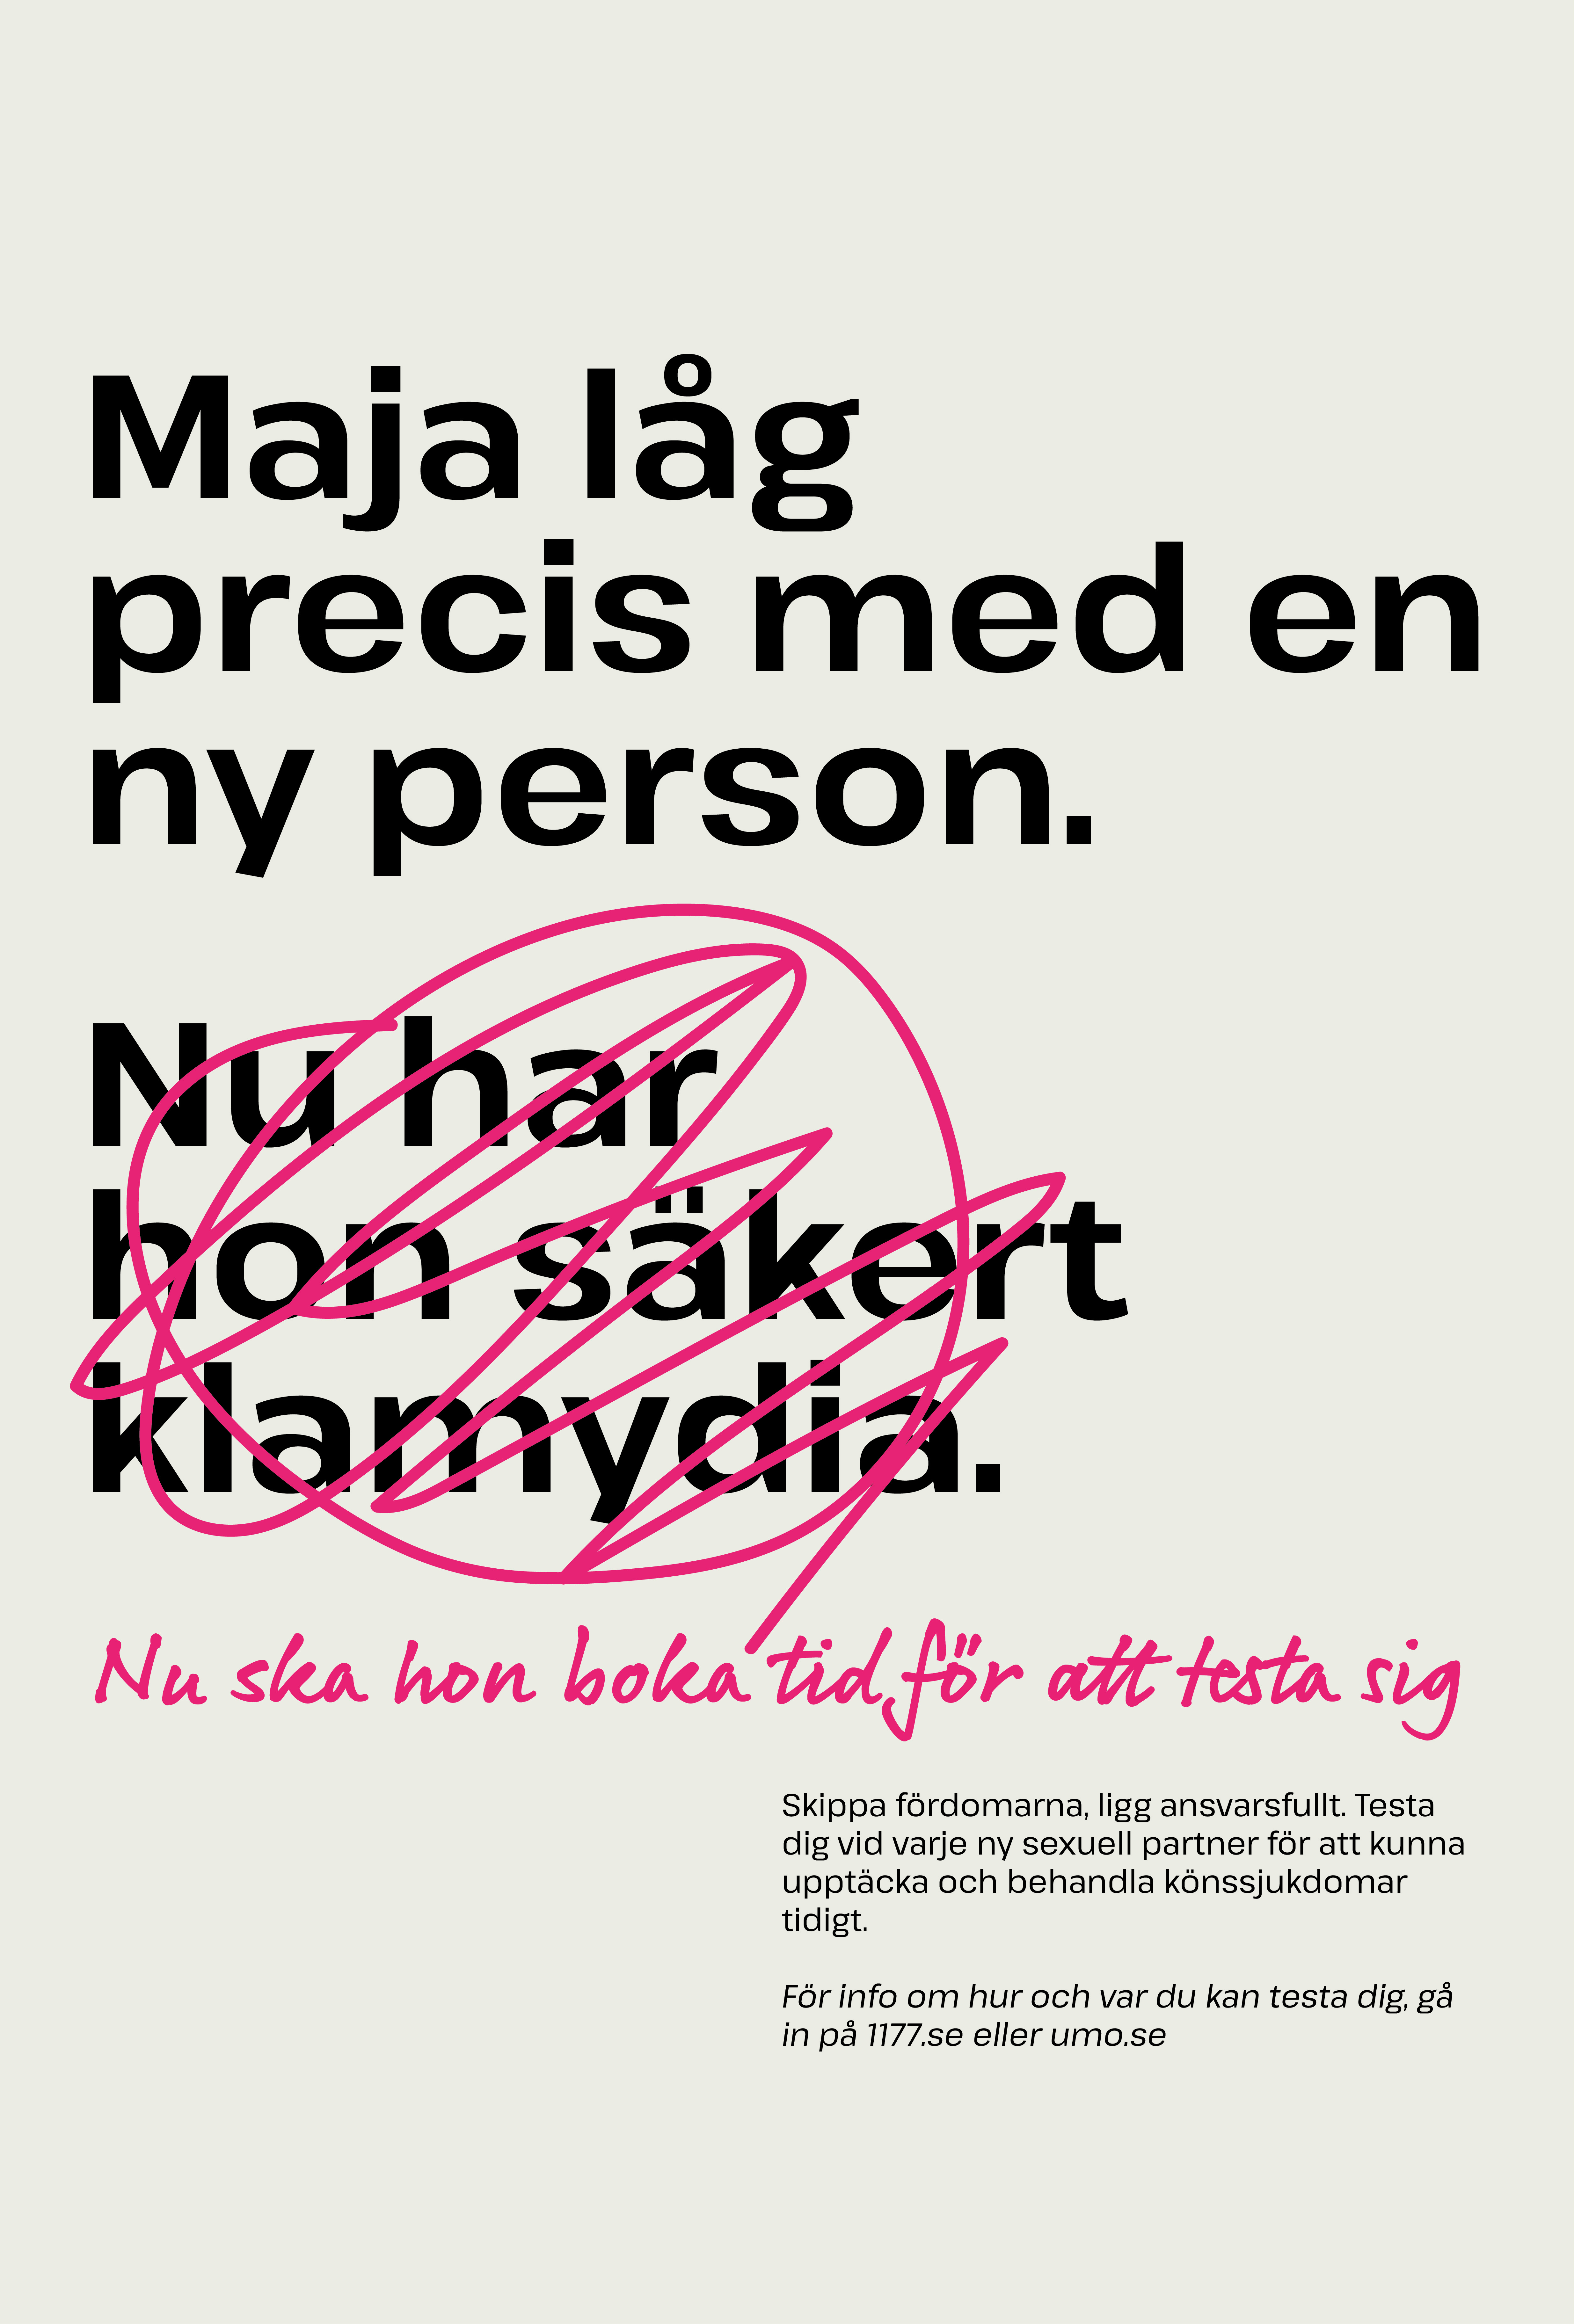 Maja låg
precis med en
ny person.
Nu har
hon säkert
klamydia.
Nu ska hon boka tid för att testa sig
Skippa fördomarna, ligg ansvarsfullt. Testa
dig vid varje ny sexuell partner för att kunna
upptäcka och behandla könssjukdomar
tidigt.
För info om hur och var du kan testa dig, gå
in på 1177.se eller umo.se